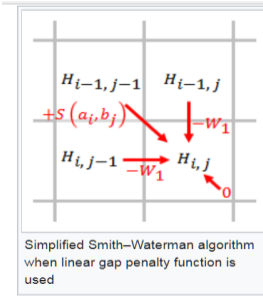 H_{i-1,j-1} H_{i-1,j}
+S(a_i,b_j) -W_1
H_{i,j-1} -W_1 H_{i,j}
0
Simplified Smith–Waterman algorithm
when linear gap penalty function is
used